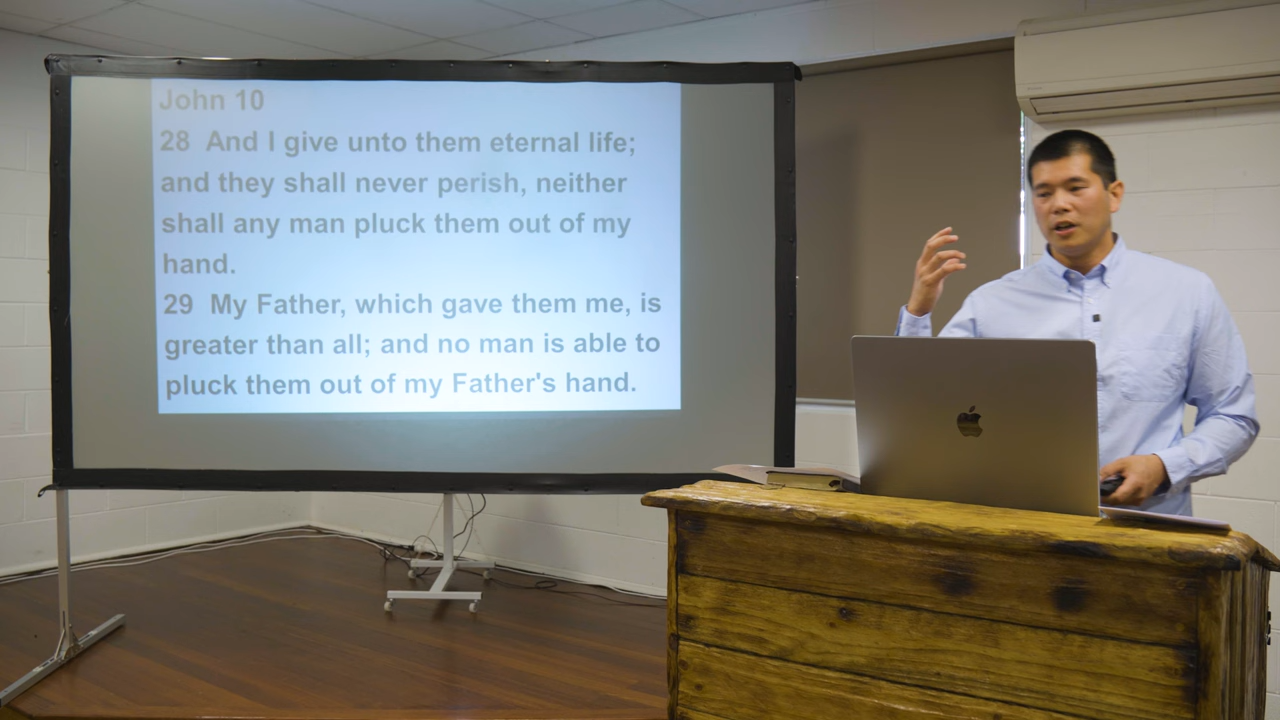 John 10
28 And I give unto them eternal life;
and they shall never perish, neither
shall any man pluck them out of my
hand.
29 My Father, which gave them me, is
greater than all; and no man is able to
pluck them out of my Father's hand.